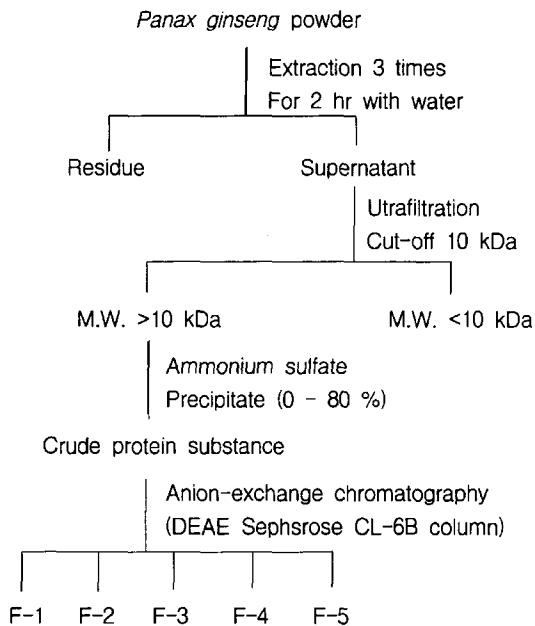 Panax ginseng powder
Extraction 3 times
For 2 hr with water
Residue
Supernatant
Utrafiltration
Cut-off 10 kDa
M.W. >10 kDa
M.W. <10 kDa
Ammonium sulfate
Precipitate (0 - 80 %)
Crude protein substance
Anion-exchange chromatography
(DEAE Sephsrose CL-6B column)
F-1 F-2 F-3 F-4 F-5